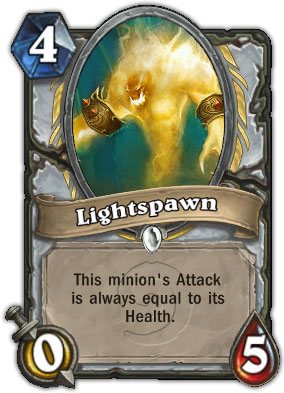 4
Lightspawn
This minion's Attack
is always equal to its
Health.
0 5